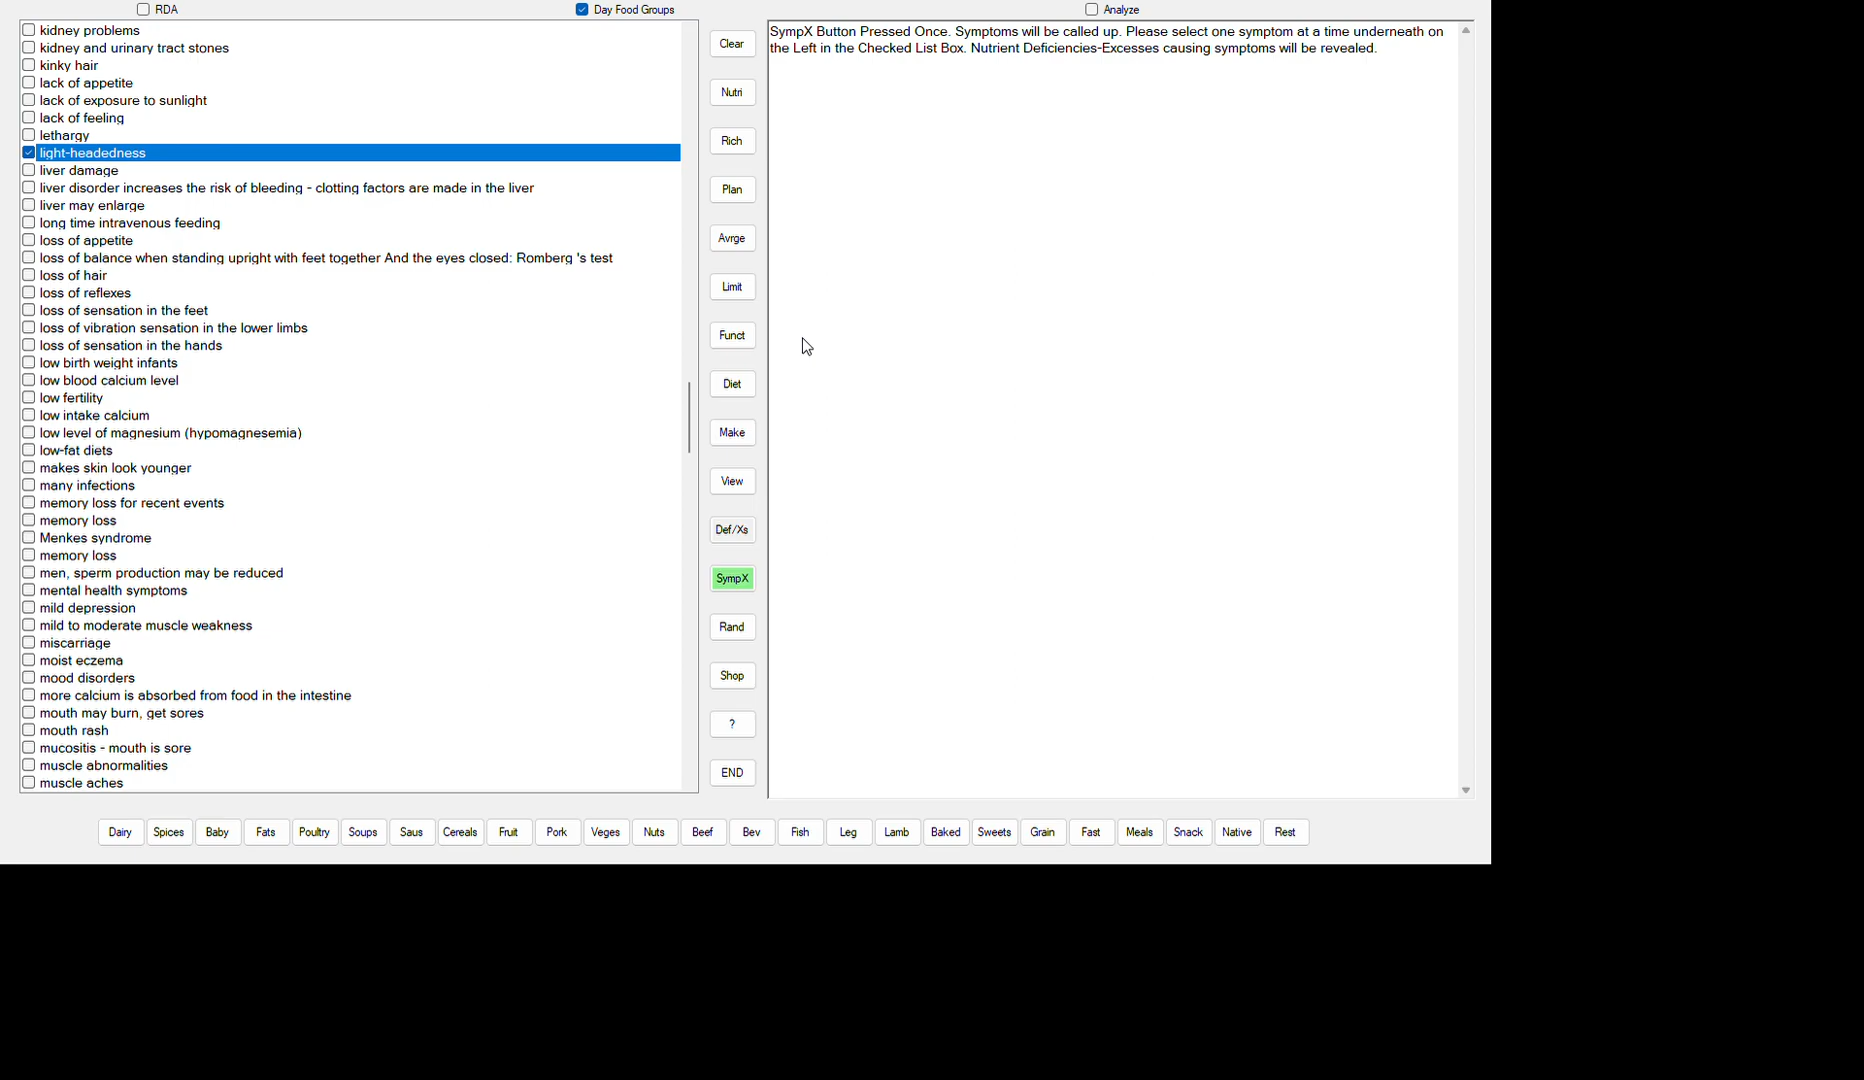 RDA
Day Food Groups
Analyze
kidney problems
kidney and urinary tract stones
kinky hair
lack of appetite
lack of exposure to sunlight
lack of feeling
lethargy
light-headedness
liver damage
liver disorder increases the risk of bleeding - clotting factors are made in the liver
liver may enlarge
long time intravenous feeding
loss of appetite
loss of balance when standing upright with feet together And the eyes closed: Romberg 's test
loss of hair
loss of reflexes
loss of sensation in the feet
loss of vibration sensation in the lower limbs
loss of sensation in the hands
low birth weight infants
low blood calcium level
low fertility
low intake calcium
low level of magnesium (hypomagnesemia)
low-fat diets
makes skin look younger
many infections
memory loss for recent events
memory loss
Menkes syndrome
memory loss
men, sperm production may be reduced
mental health symptoms
mild depression
mild to moderate muscle weakness
miscarriage
moist eczema
mood disorders
more calcium is absorbed from food in the intestine
mouth may burn, get sores
mouth rash
mucositis - mouth is sore
muscle abnormalities
muscle aches
Clear
Nutri
Rich
Plan
Avrge
Limit
Funct
Diet
Make
View
Def/Xs
SympX
Rand
Shop
?
END
SympX Button Pressed Once. Symptoms will be called up. Please select one symptom at a time underneath on
the Left in the Checked List Box. Nutrient Deficiencies-Excesses causing symptoms will be revealed.
Dairy
Spices
Baby
Fats
Poultry
Soups
Saus
Cereals
Fruit
Pork
Veges
Nuts
Beef
Bev
Fish
Leg
Lamb
Baked
Sweets
Grain
Fast
Meals
Snack
Native
Rest